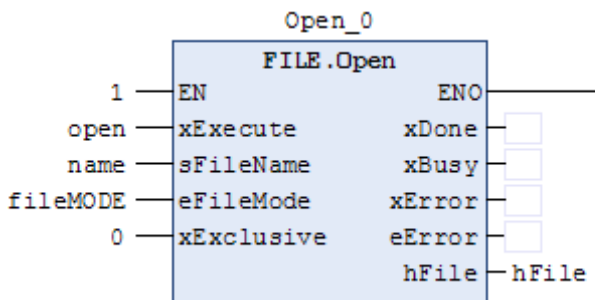 Open_0
FILE.Open
1 EN ENO
open xExecute xDone
name sFileName xBusy
fileMODE eFileMode xError
0 xExclusive eError
hFile hFile